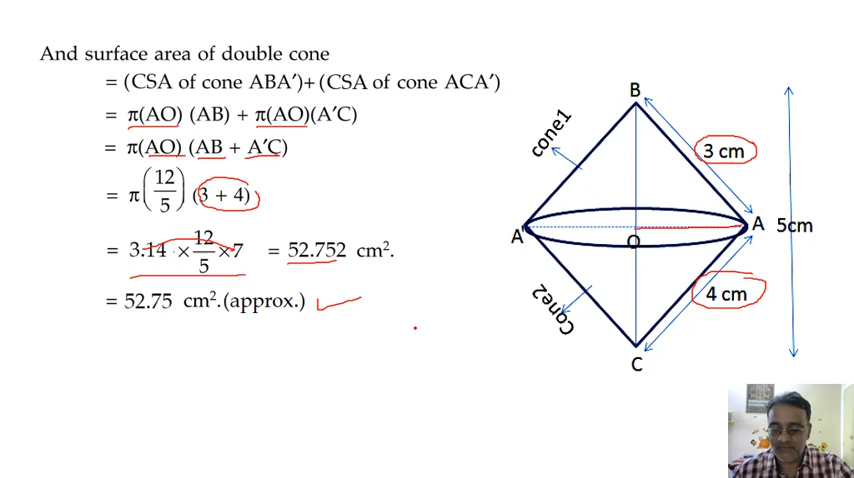 And surface area of double cone
= (CSA of cone ABA′)+ (CSA of cone ACA′)
= π(AO) (AB) + π(AO)(A′C)
= π(AO) (AB + A′C)
= π(12/5) (3 + 4)
= 3.14 × 12/5 ×7 = 52.752 cm².
= 52.75 cm².(approx.)
B
cone1
3 cm
A'
O
A
5cm
Cone2
4 cm
C